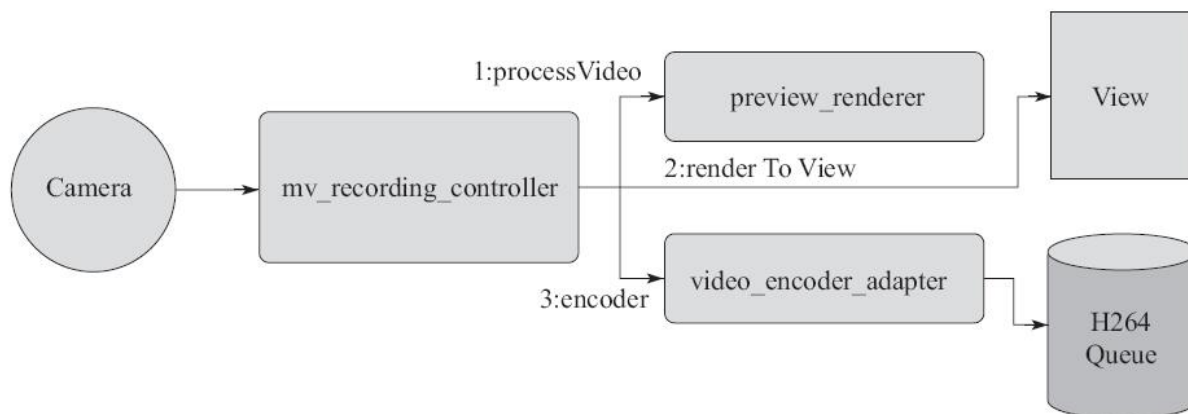 1:processVideo
preview_renderer
View
Camera
mv_recording_controller
2:render To View
3:encoder
video_encoder_adapter
H264
Queue